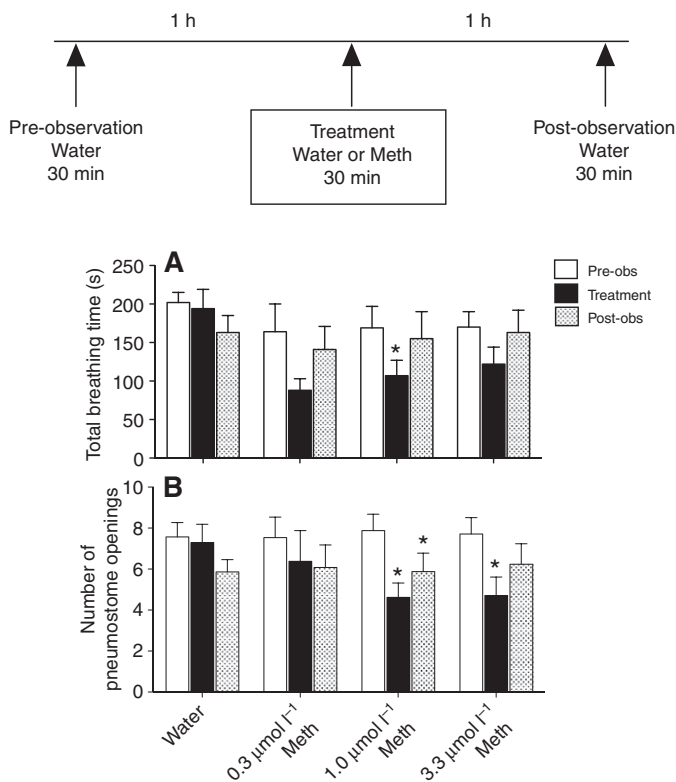 1 h 1 h
Pre-observation
Water
30 min
Treatment
Water or Meth
30 min
Post-observation
Water
30 min
A
Total breathing time (s)
250
200
150
100
50
0
Pre-obs
Treatment
Post-obs
*
B
Number of
pneumostome openings
10
8
6
4
2
0
*
*
*
Water
0.3 μmol l⁻¹
Meth
1.0 μmol l⁻¹
Meth
3.3 μmol l⁻¹
Meth